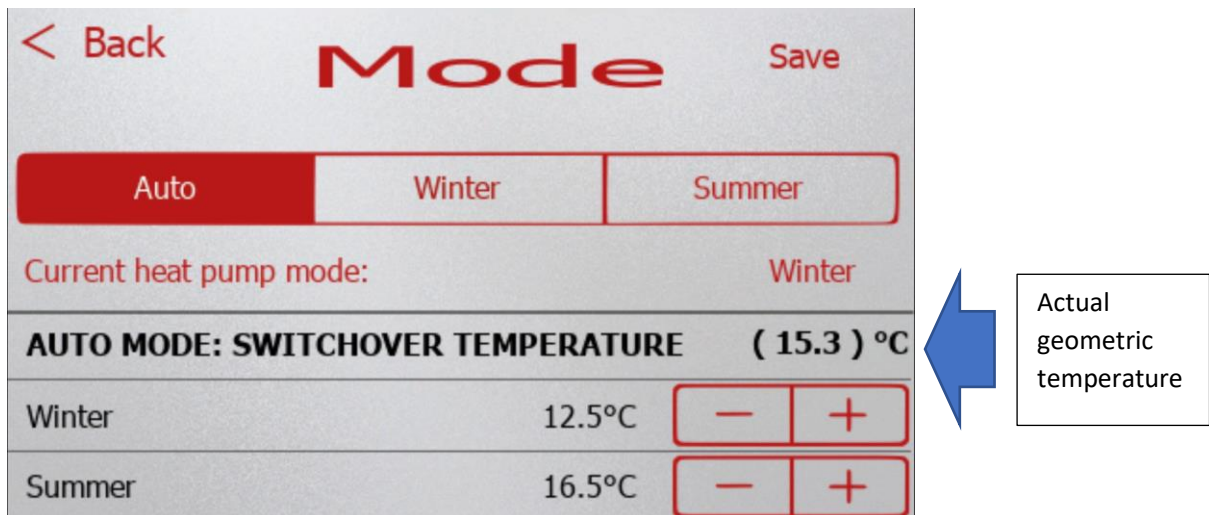 < Back
Mode
Save
Auto
Winter
Summer
Current heat pump mode:
Winter
AUTO MODE: SWITCHOVER TEMPERATURE ( 15.3 ) °C
Winter 12.5°C − +
Summer 16.5°C − +
Actual
geometric
temperature